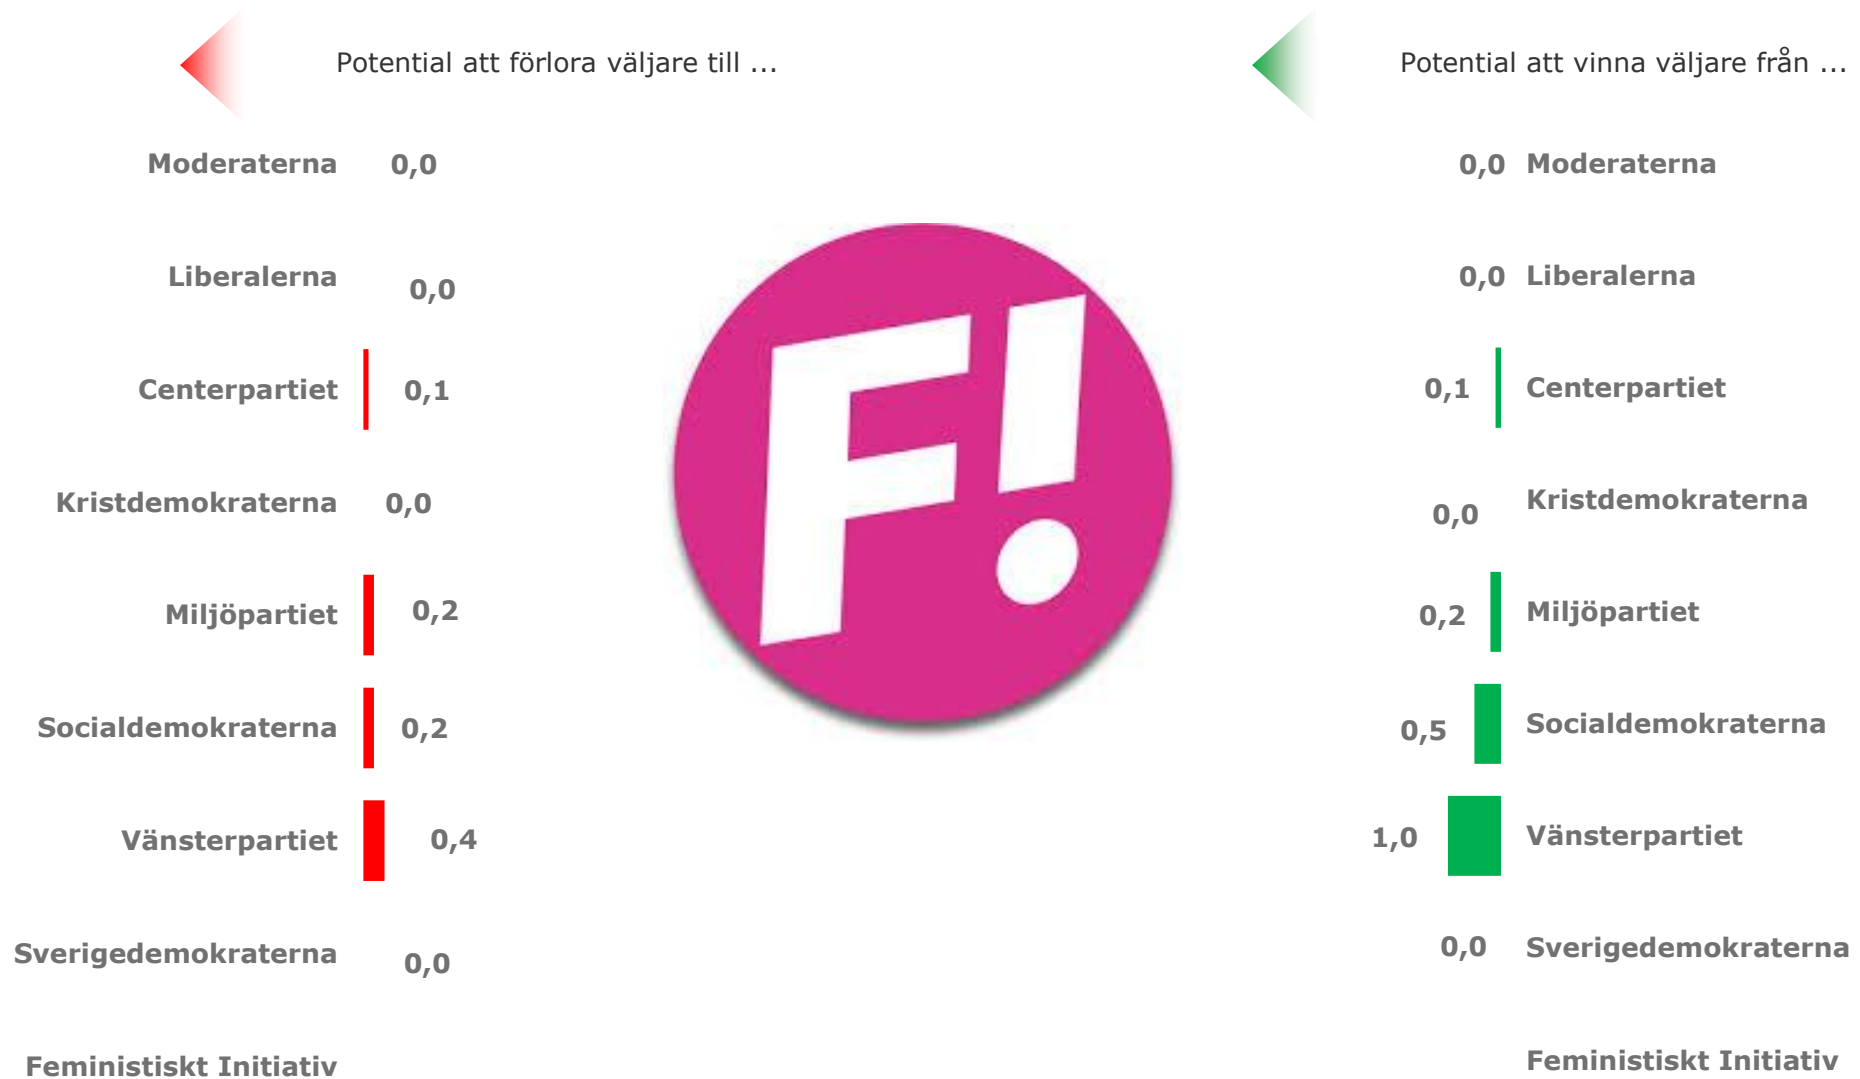 Potential att förlora väljare till ...
Moderaterna 0,0
Liberalerna 0,0
Centerpartiet 0,1
Kristdemokraterna 0,0
Miljöpartiet 0,2
Socialdemokraterna 0,2
Vänsterpartiet 0,4
Sverigedemokraterna 0,0
Feministiskt Initiativ
F!
Potential att vinna väljare från ...
0,0 Moderaterna
0,0 Liberalerna
0,1 Centerpartiet
0,0 Kristdemokraterna
0,2 Miljöpartiet
0,5 Socialdemokraterna
1,0 Vänsterpartiet
0,0 Sverigedemokraterna
Feministiskt Initiativ